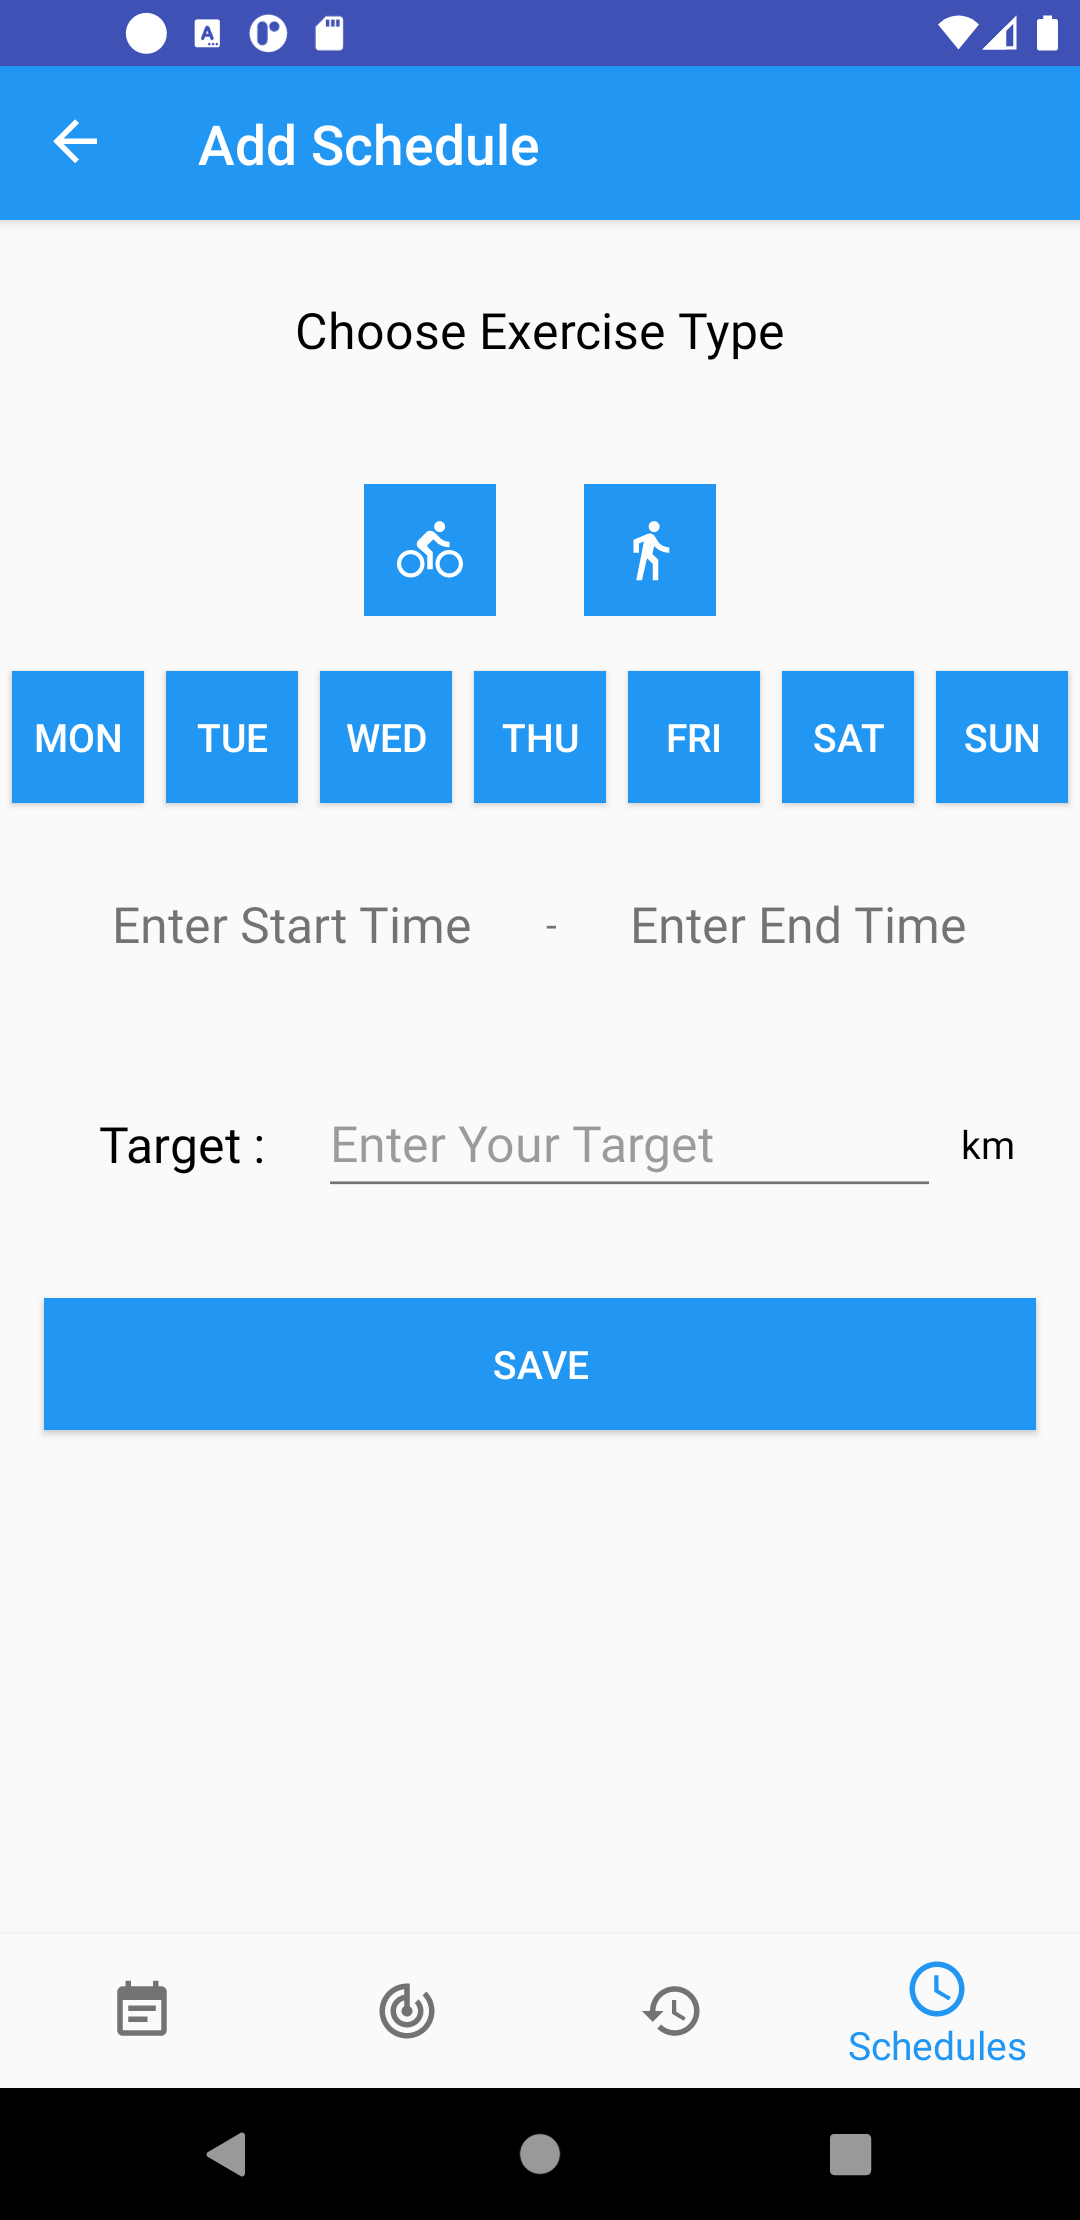 Add Schedule
Choose Exercise Type
MON TUE WED THU FRI SAT SUN
Enter Start Time - Enter End Time
Target : Enter Your Target km
SAVE
Schedules